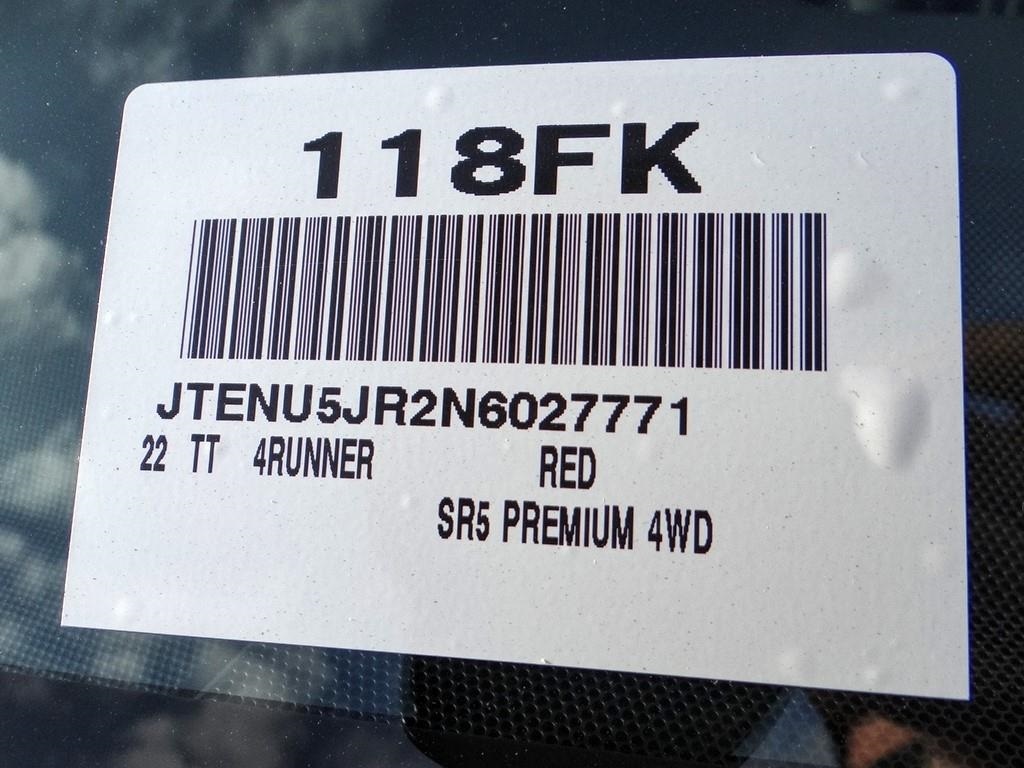 118FK
JTENU5JR2N6027771
22 TT 4RUNNER RED
SR5 PREMIUM 4WD